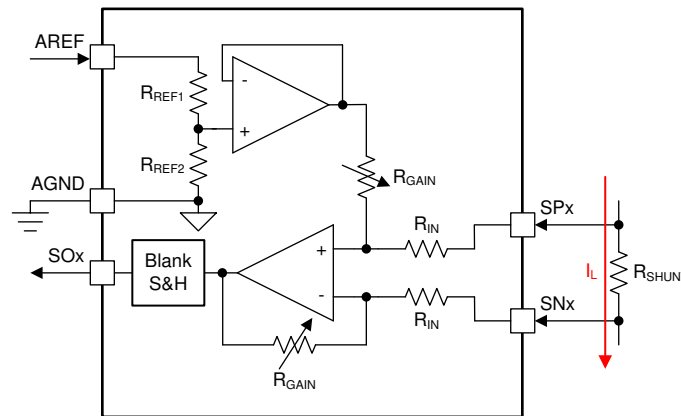 AREF
RREF1
-
+
RREF2
RGAIN
AGND
SOx
Blank
S&H
+
-
RIN
SPx
RIN
SNx
IL
RSHUN
RGAIN